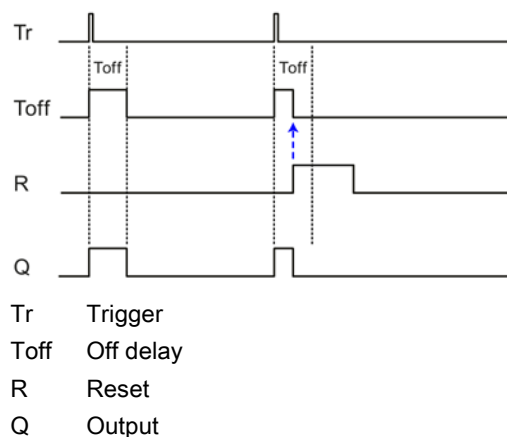 Tr
Toff Toff
Toff
R
Q
Tr Trigger
Toff Off delay
R Reset
Q Output